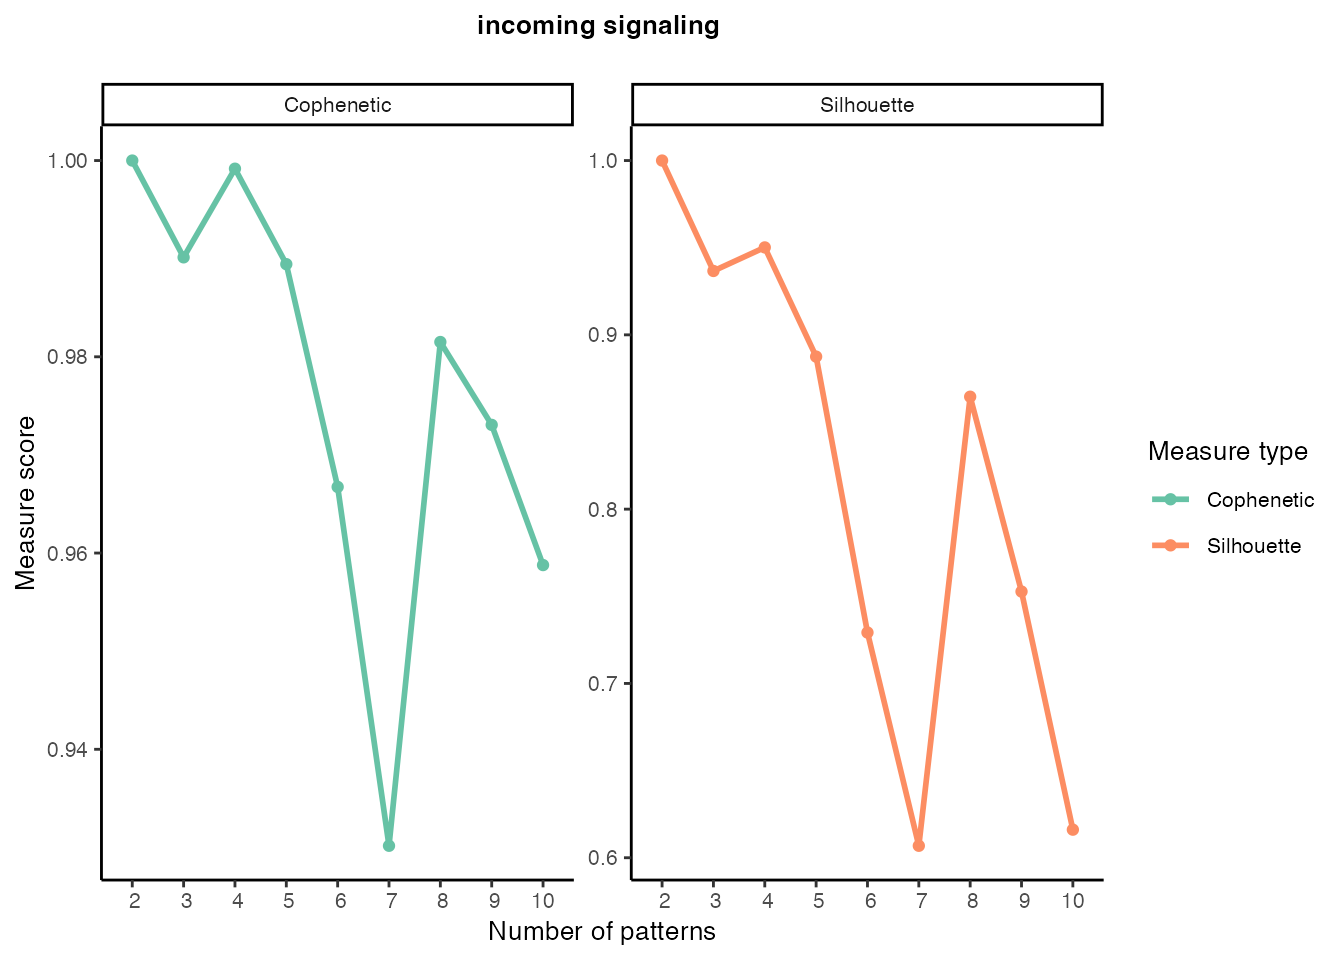 incoming signaling
Cophenetic
Silhouette
Measure score
1.00
0.98
0.96
0.94
2 3 4 5 6 7 8 9 10
1.0
0.9
0.8
0.7
0.6
2 3 4 5 6 7 8 9 10
Number of patterns
Measure type
Cophenetic
Silhouette